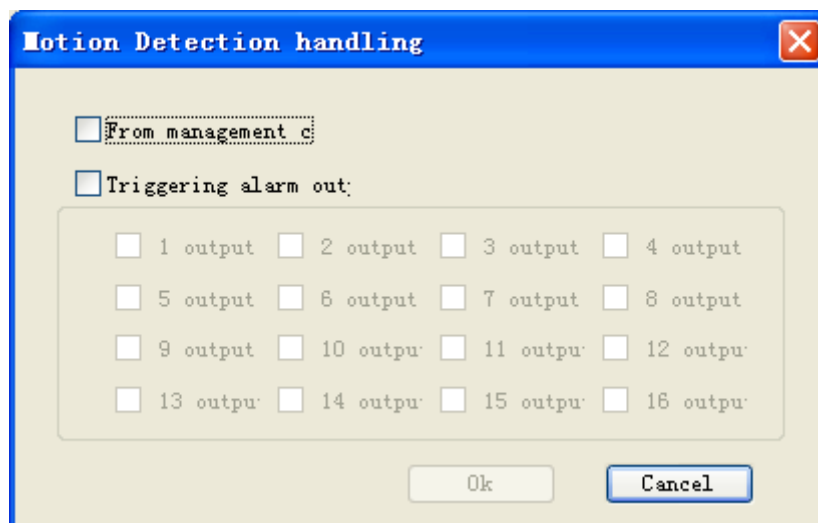 Motion Detection handling
From management c
Triggering alarm out
1 output 2 output 3 output 4 output
5 output 6 output 7 output 8 output
9 output 10 outpu 11 outpu 12 outpu
13 outpu 14 outpu 15 outpu 16 outpu
Ok Cancel